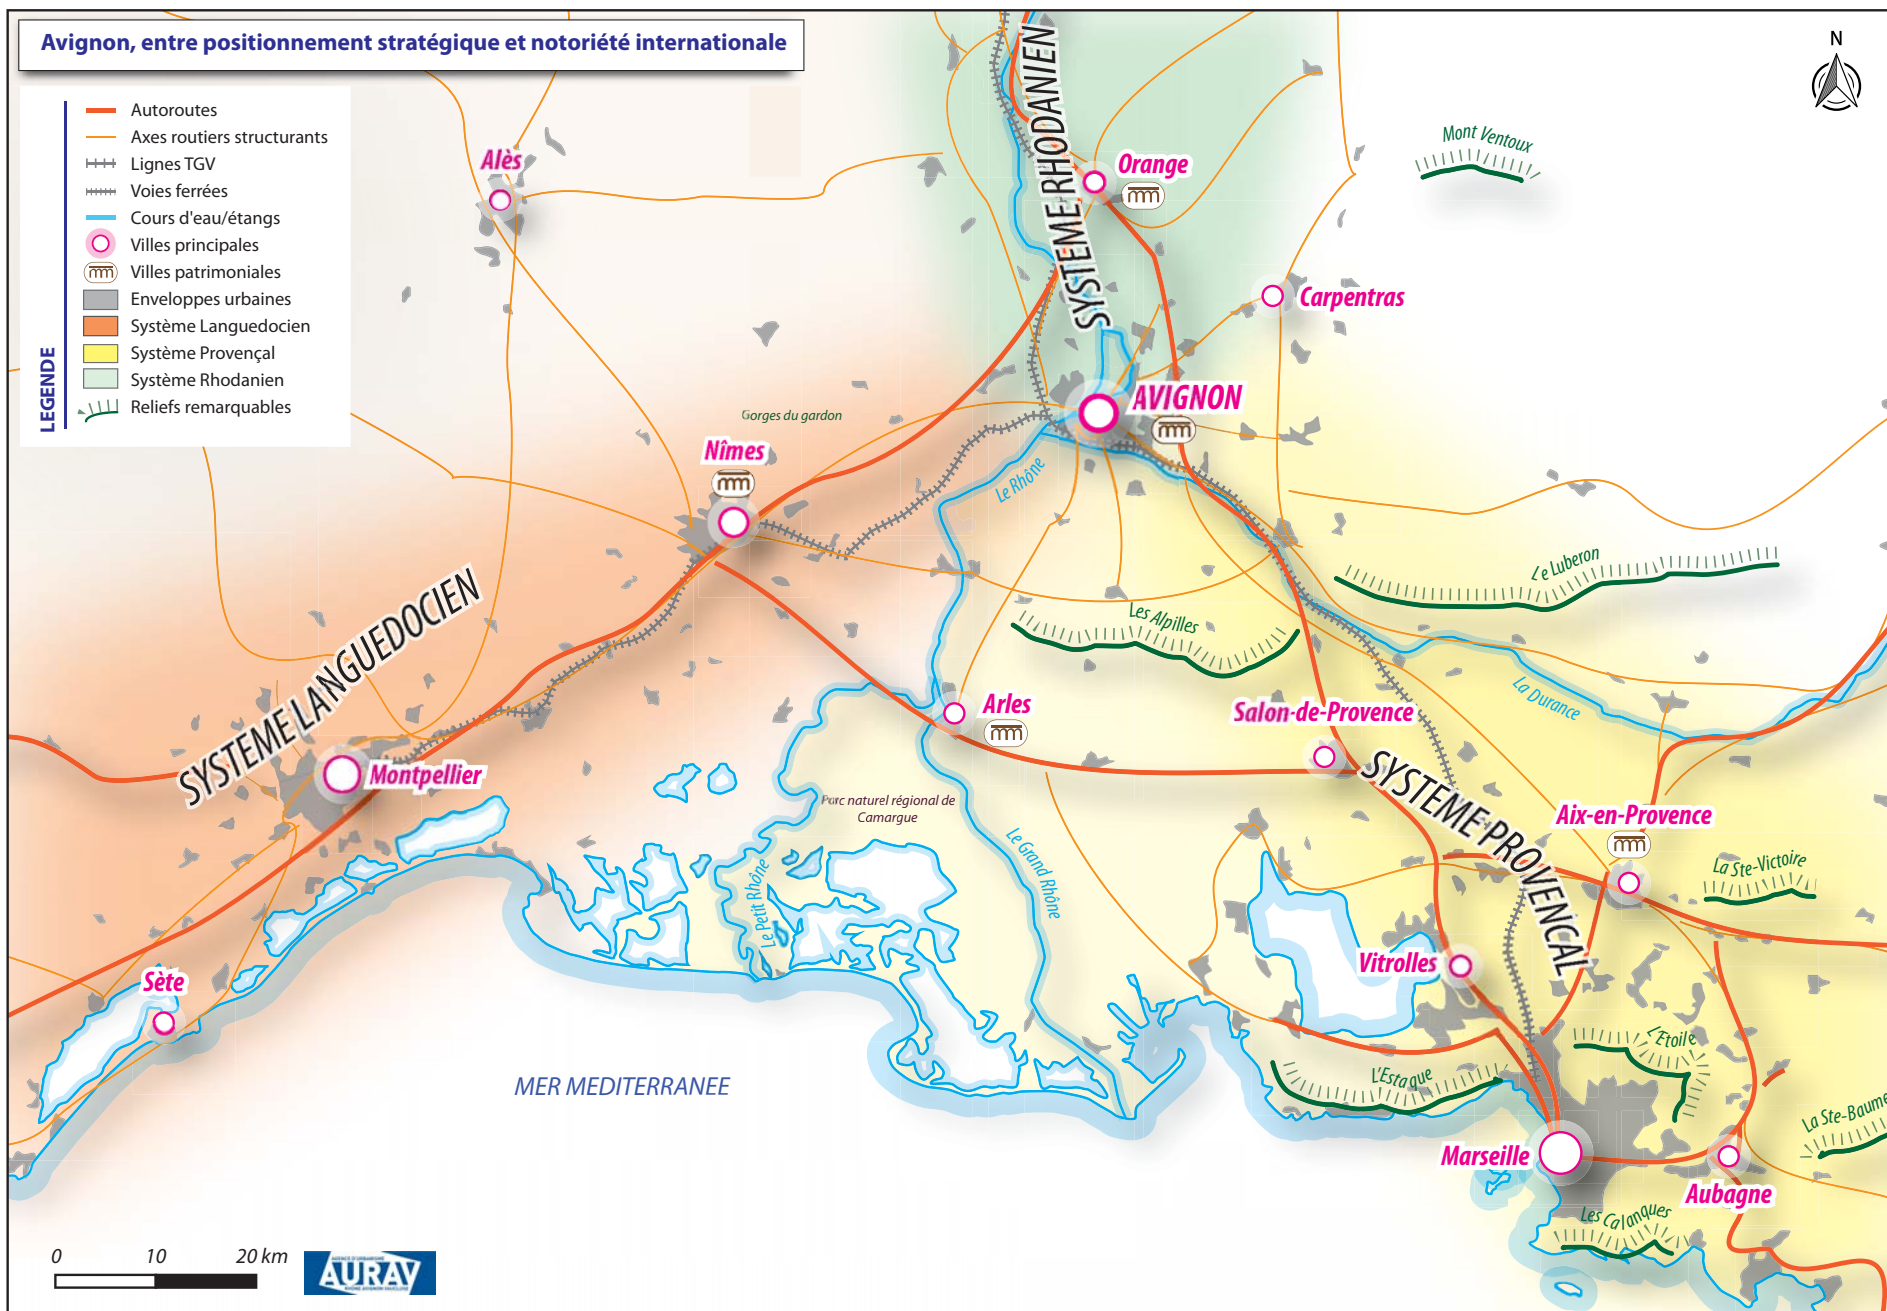 Avignon, entre positionnement stratégique et notoriété internationale
N
LEGENDE
Autoroutes
Axes routiers structurants
Lignes TGV
Voies ferrées
Cours d'eau/étangs
Villes principales
Villes patrimoniales
Enveloppes urbaines
Système Languedocien
Système Provençal
Système Rhodanien
Reliefs remarquables
SYSTEME RHODANIEN
Mont Ventoux
Alès
Orange
Carpentras
AVIGNON
Gorges du gardon
Nîmes
Le Rhône
Le Luberon
Les Alpilles
SYSTEME LANGUEDOCIEN
La Durance
Arles
Salon-de-Provence
Montpellier
SYSTEME PROVENCAL
Parc naturel régional de
Camargue
Aix-en-Provence
La Ste-Victoire
Le Petit Rhône
Le Grand Rhône
Vitrolles
Sète
L'Etoile
L'Estaque
MER MEDITERRANEE
La Ste-Baume
Marseille
Aubagne
Les Calanques
0 10 20 km
AGENCE D'URBANISME
AURAV
RHÔNE AVIGNON VAUCLUSE